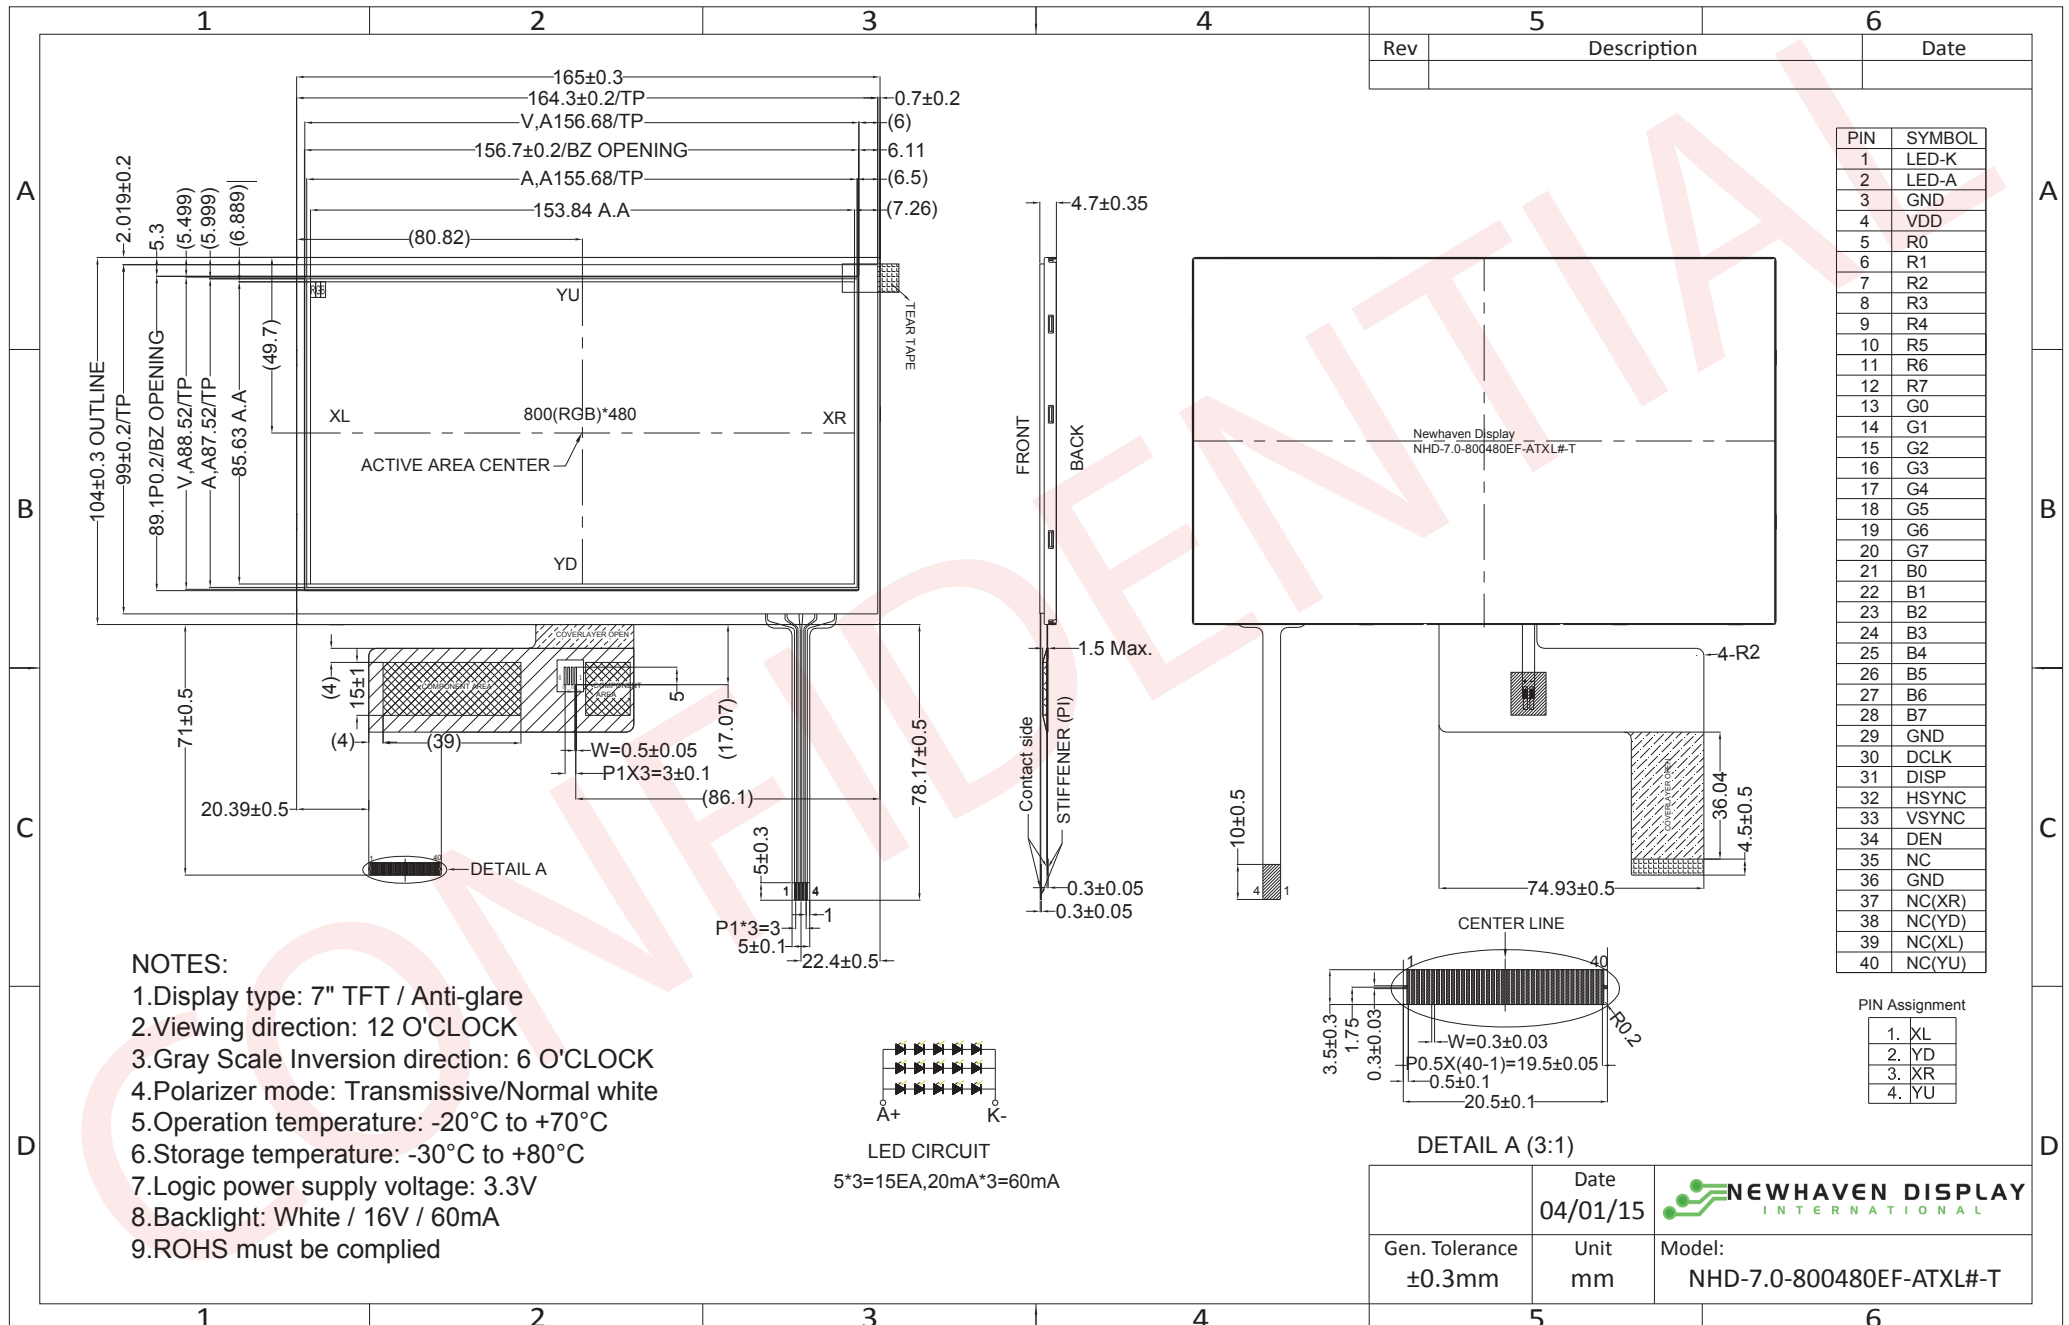 1 2 3 4 5 6
Rev Description Date
A
B
C
D
165±0.3
164.3±0.2/TP
0.7±0.2
V,A156.68/TP
(6)
156.7±0.2/BZ OPENING
6.11
A,A155.68/TP
(6.5)
153.84 A.A
(7.26)
(80.82)
2.019±0.2
5.3
(5.499)
(5.999)
(6.889)
104±0.3 OUTLINE
99±0.2/TP
89.1P0.2/BZ OPENING
V,A88.52/TP
A,A87.52/TP
85.63 A.A
(49.7)
YU
XL
800(RGB)*480
XR
ACTIVE AREA CENTER
YD
TEAR TAPE
COVERLAYER OPEN
COMPONENT AREA
COMPONENT
AREA
71±0.5
(4)
15±1
(4)
(39)
5
(17.07)
W=0.5±0.05
P1X3=3±0.1
(86.1)
78.17±0.5
20.39±0.5
1 40
DETAIL A
5±0.3
1 4
1
P1*3=3
5±0.1
22.4±0.5
4.7±0.35
FRONT
BACK
1.5 Max.
Contact side
STIFFENER (PI)
0.3±0.05
0.3±0.05
Newhaven Display
NHD-7.0-800480EF-ATXL#-T
4-R2
10±0.5
4 1
COVERLAYER OPEN
36.04
4.5±0.5
74.93±0.5
CENTER LINE
1 40
3.5±0.3
1.75
0.3±0.03
R0.2
W=0.3±0.03
P0.5X(40-1)=19.5±0.05
0.5±0.1
20.5±0.1
DETAIL A (3:1)
PIN SYMBOL
1 LED-K
2 LED-A
3 GND
4 VDD
5 R0
6 R1
7 R2
8 R3
9 R4
10 R5
11 R6
12 R7
13 G0
14 G1
15 G2
16 G3
17 G4
18 G5
19 G6
20 G7
21 B0
22 B1
23 B2
24 B3
25 B4
26 B5
27 B6
28 B7
29 GND
30 DCLK
31 DISP
32 HSYNC
33 VSYNC
34 DEN
35 NC
36 GND
37 NC(XR)
38 NC(YD)
39 NC(XL)
40 NC(YU)
PIN Assignment
1. XL
2. YD
3. XR
4. YU
NOTES:
1.Display type: 7" TFT / Anti-glare
2.Viewing direction: 12 O'CLOCK
3.Gray Scale Inversion direction: 6 O'CLOCK
4.Polarizer mode: Transmissive/Normal white
5.Operation temperature: -20°C to +70°C
6.Storage temperature: -30°C to +80°C
7.Logic power supply voltage: 3.3V
8.Backlight: White / 16V / 60mA
9.ROHS must be complied
A+ K-
LED CIRCUIT
5*3=15EA,20mA*3=60mA
Date
04/01/15
NEWHAVEN DISPLAY
INTERNATIONAL
Gen. Tolerance
±0.3mm
Unit
mm
Model:
NHD-7.0-800480EF-ATXL#-T
A
B
C
D
1 2 3 4 5 6
CONFIDENTIAL